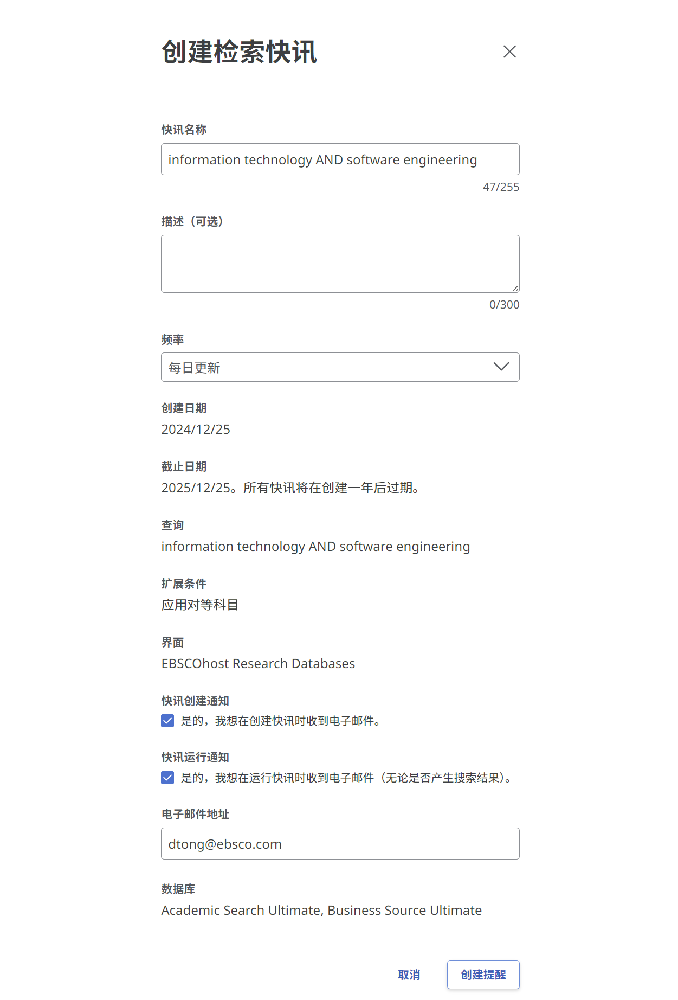 创建检索快讯
快讯名称
information technology AND software engineering
47/255
描述（可选）
0/300
频率
每日更新
创建日期
2024/12/25
截止日期
2025/12/25。所有快讯将在创建一年后过期。
查询
information technology AND software engineering
扩展条件
应用对等科目
界面
EBSCOhost Research Databases
快讯创建通知
是的，我想在创建快讯时收到电子邮件。
快讯运行通知
是的，我想在运行快讯时收到电子邮件（无论是否产生搜索结果）。
电子邮件地址
dtong@ebsco.com
数据库
Academic Search Ultimate, Business Source Ultimate
取消 创建提醒